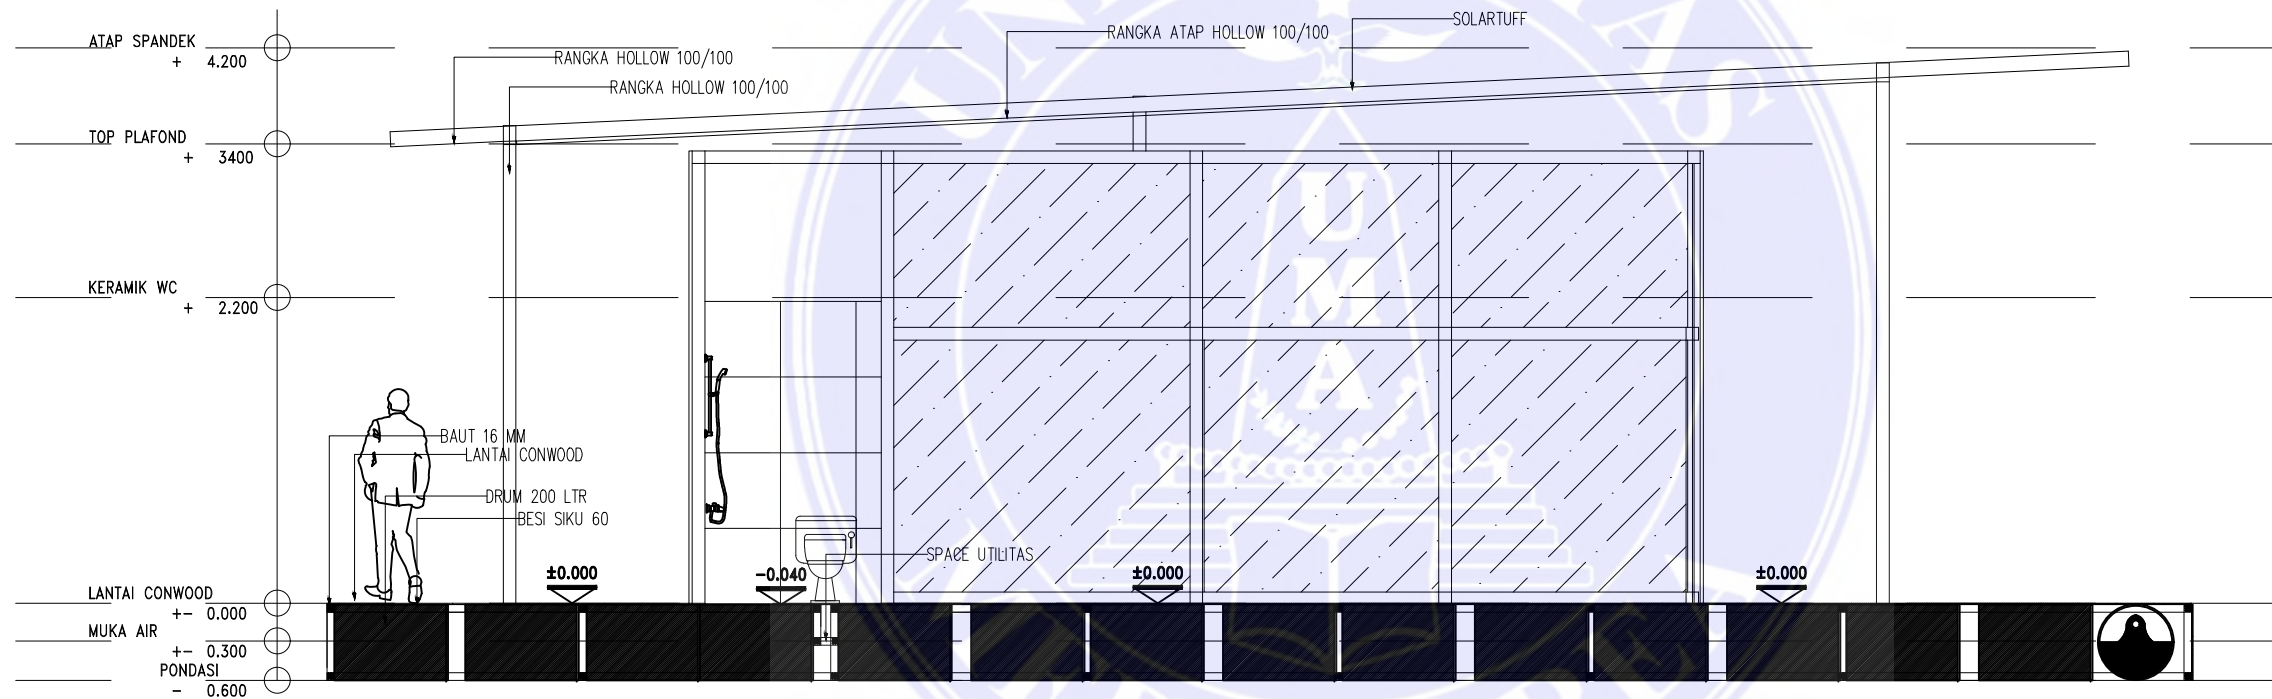 SOLARTUFF
RANGKA ATAP HOLLOW 100/100
ATAP SPANDEK
+ 4.200
RANGKA HOLLOW 100/100
RANGKA HOLLOW 100/100
TOP PLAFOND
+ 3400
KERAMIK WC
+ 2.200
U
M
A
BAUT 16 MM
LANTAI CONWOOD
DRUM 200 LTR
BESI SIKU 60
SPACE UTILITAS
±0.000
-0.040
±0.000
±0.000
LANTAI CONWOOD
+- 0.000
MUKA AIR
+- 0.300
PONDASI
- 0.600